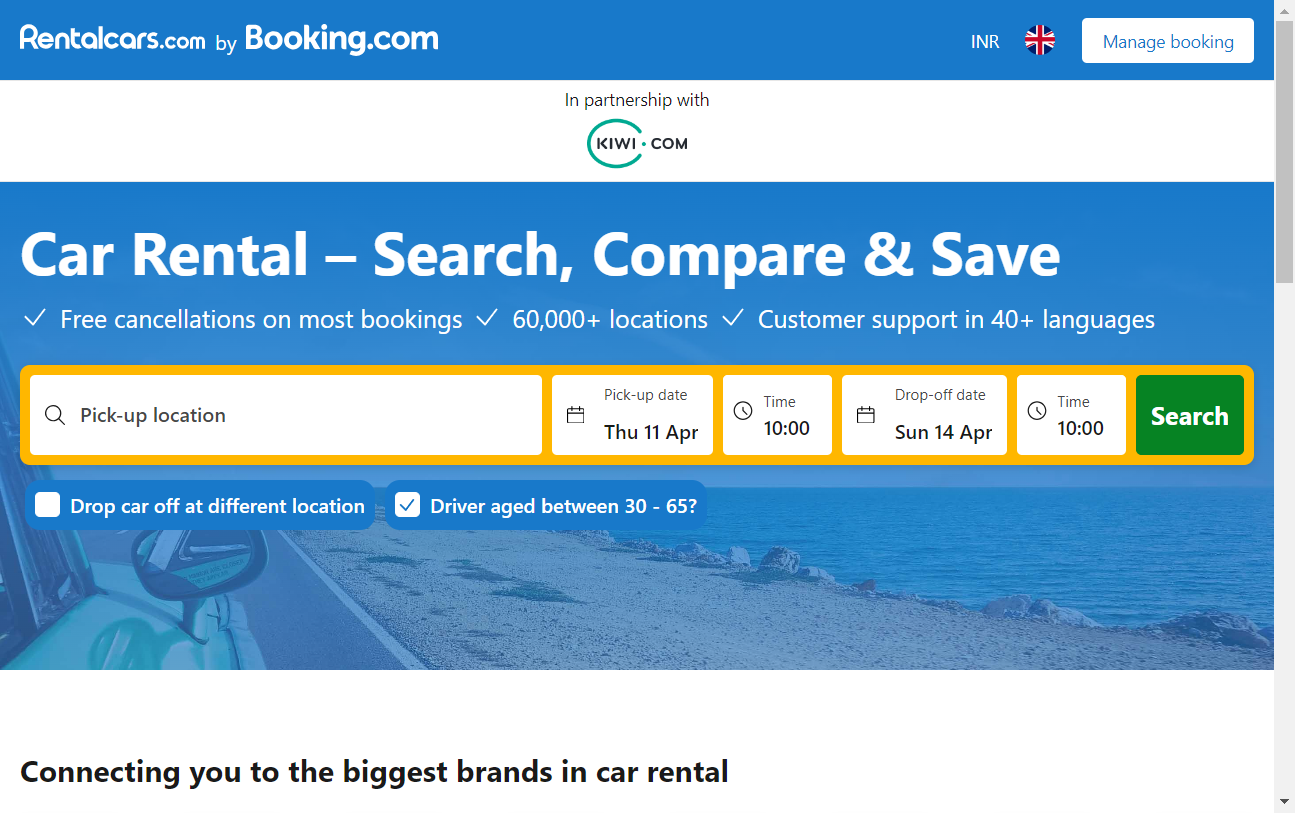 Rentalcars.com by Booking.com
INR
Manage booking
In partnership with
KIWI.COM
Car Rental – Search, Compare & Save
Free cancellations on most bookings
60,000+ locations
Customer support in 40+ languages
Pick-up location
Pick-up date
Thu 11 Apr
Time
10:00
Drop-off date
Sun 14 Apr
Time
10:00
Search
Drop car off at different location
Driver aged between 30 - 65?
Connecting you to the biggest brands in car rental